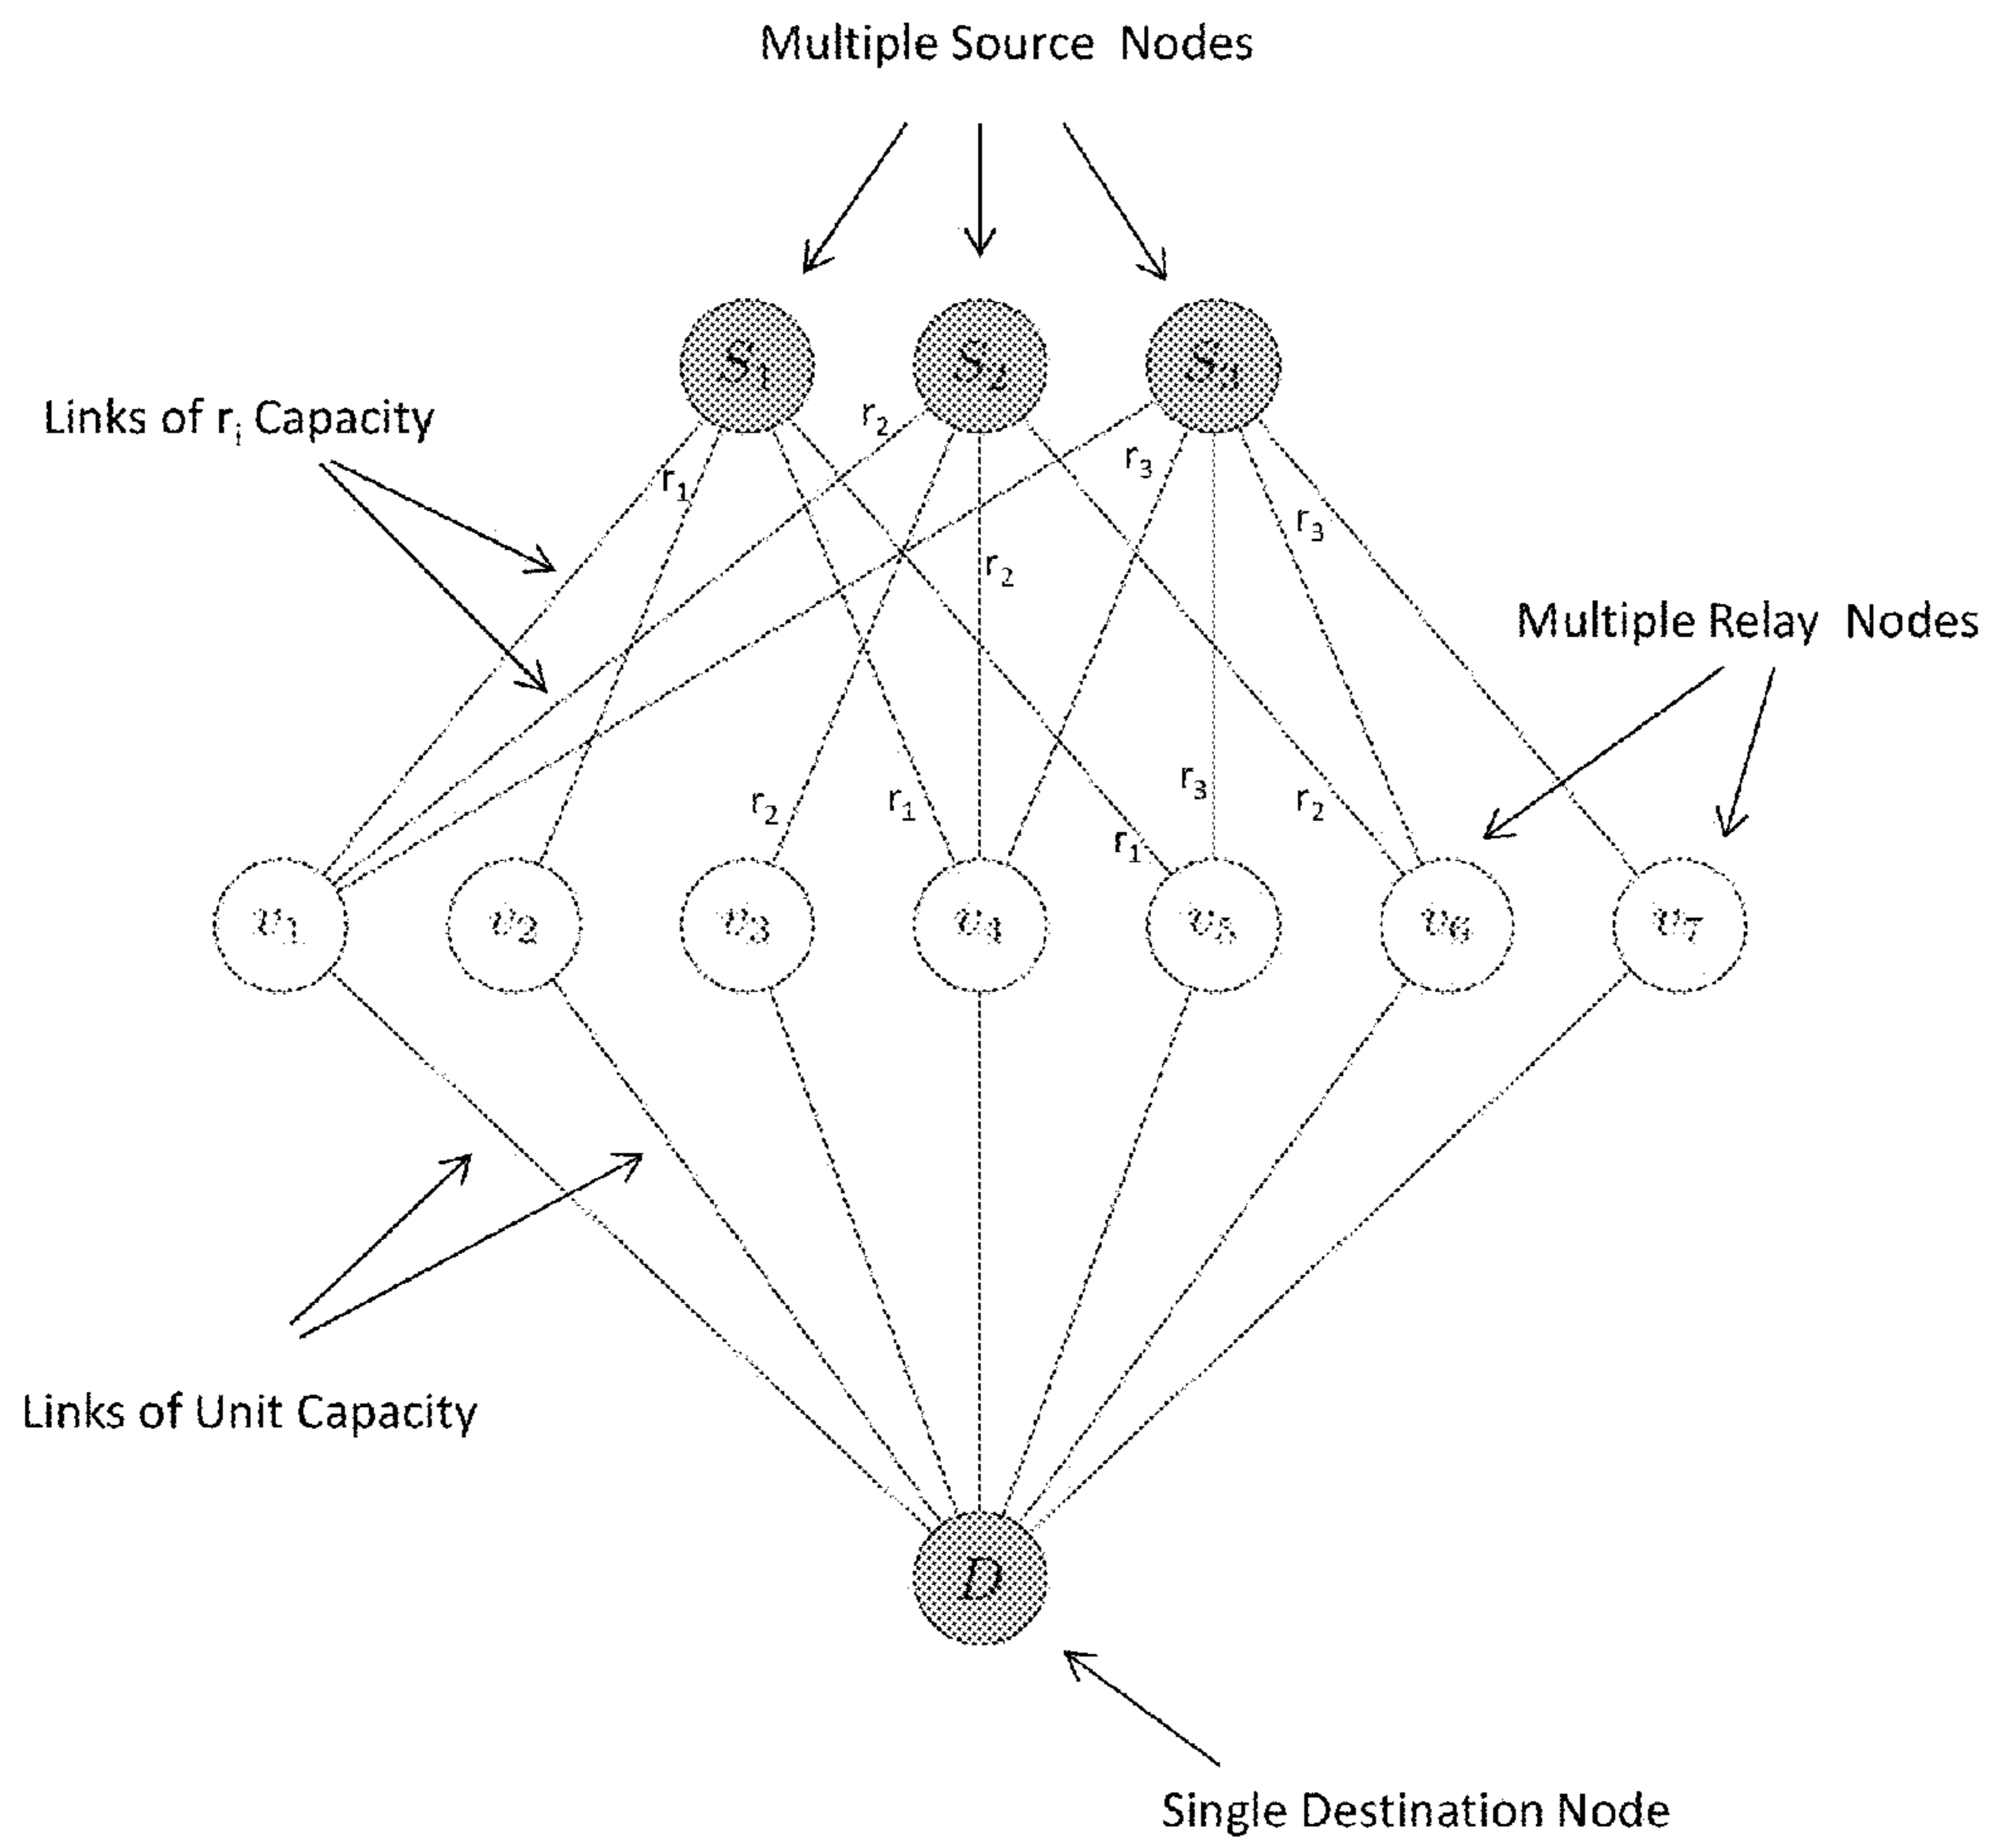 Multiple Source Nodes
S₁ S₂ S₃
Links of rᵢ Capacity
r₂
r₃
r₁
r₃
r₂
Multiple Relay Nodes
r₃
r₂ r₁ r₂
r₁
v₁ v₂ v₃ v₄ v₅ v₆ v₇
Links of Unit Capacity
D
Single Destination Node